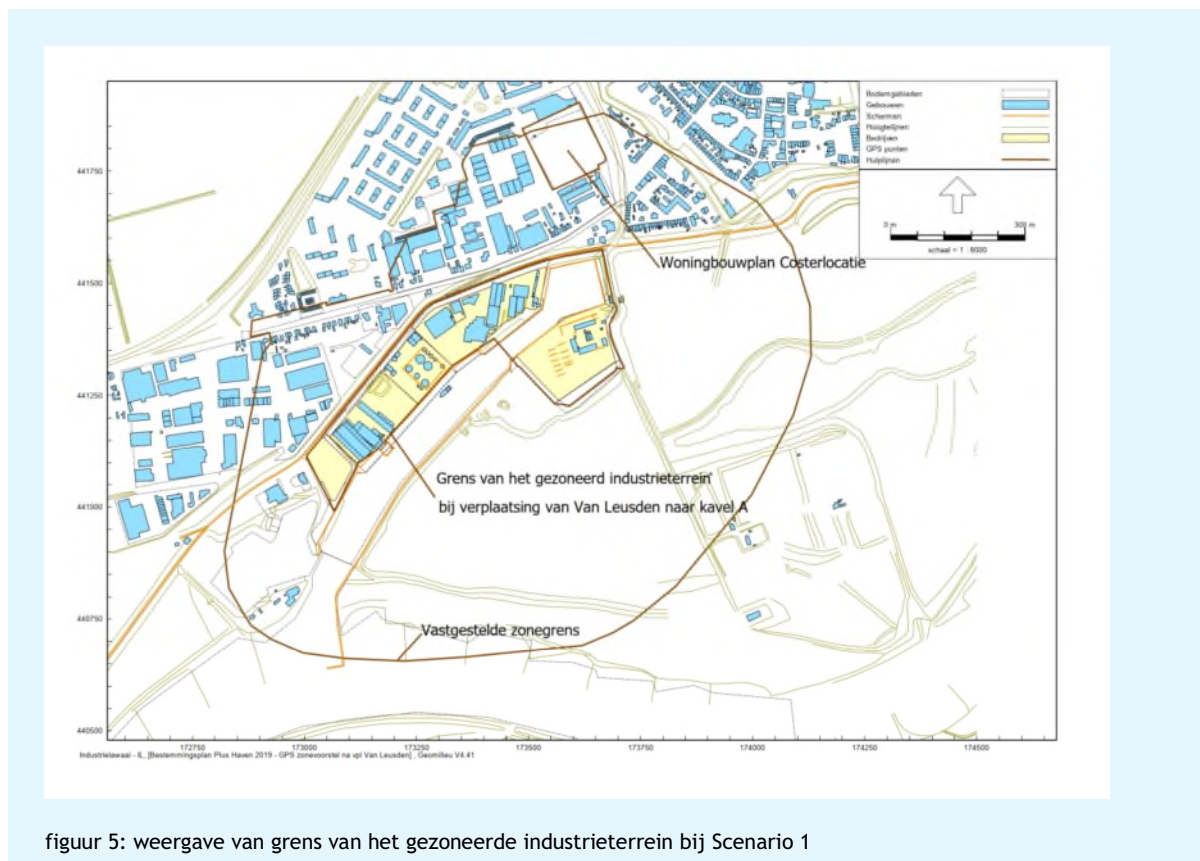 Bodemgebieden
Gebouwen
Schermen
Hoogtelijnen
Bedrijven
GPS punten
Hulplijnen
0 m 300 m
schaal = 1 : 8000
441750
441500
441250
441000
440750
440500
Woningbouwplan Costerlocatie
Grens van het gezoneerd industrieterrein
bij verplaatsing van Van Leusden naar kavel A
Vastgestelde zonegrens
172750 173000 173250 173500 173750 174000 174250 174500
Industrielawaai - IL, [Bestemmingsplan Plus Haven 2019 - GPS zonevoorstel na vpl Van Leusden] , Geomilieu V4.41
figuur 5: weergave van grens van het gezoneerde industrieterrein bij Scenario 1